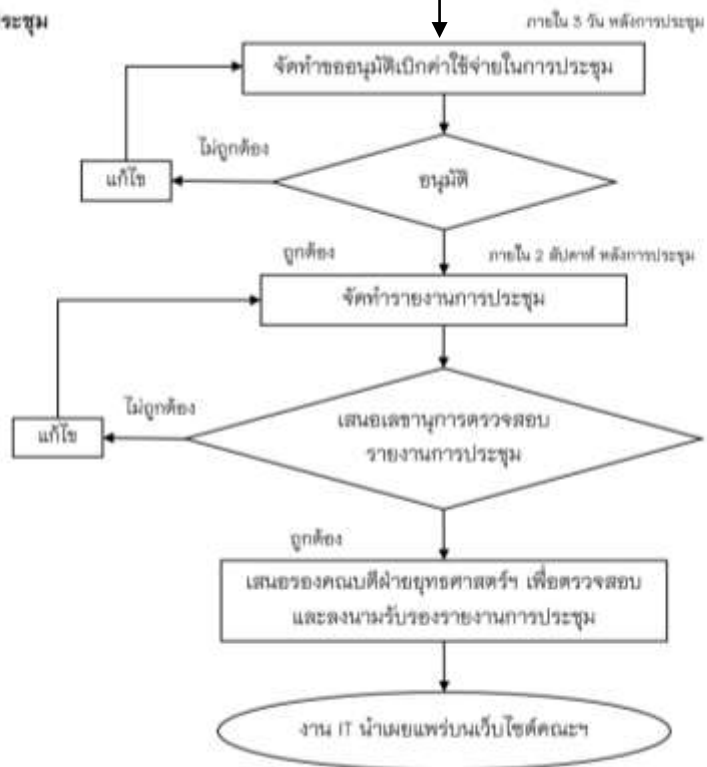 ระชุม
ภายใน 3 วัน หลังการประชุม
จัดทำขออนุมัติเบิกค่าใช้จ่ายในการประชุม
ไม่ถูกต้อง
แก้ไข
อนุมัติ
ถูกต้อง
ภายใน 2 สัปดาห์ หลังการประชุม
จัดทำรายงานการประชุม
ไม่ถูกต้อง
แก้ไข
เสนอเลขานุการตรวจสอบ
รายงานการประชุม
ถูกต้อง
เสนอรองคณบดีฝ่ายยุทธศาสตร์ฯ เพื่อตรวจสอบ
และลงนามรับรองรายงานการประชุม
งาน IT นำเผยแพร่บนเว็บไซต์คณะฯ